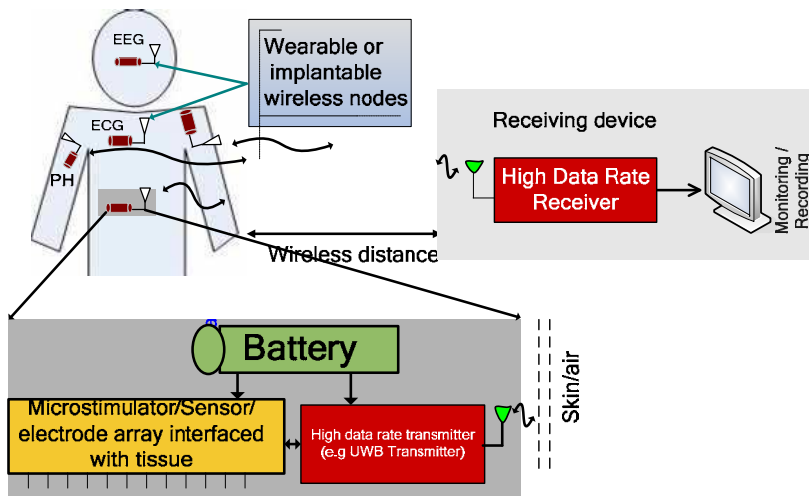 EEG
Wearable or
implantable
wireless nodes
ECG
PH
Receiving device
High Data Rate
Receiver
Monitoring /
Recording
Wireless distance
Battery
Microstimulator/Sensor/
electrode array interfaced
with tissue
High data rate transmitter
(e.g UWB Transmitter)
Skin/air